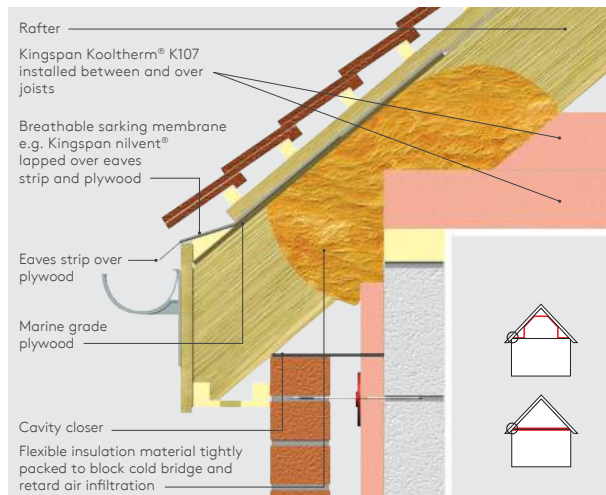 Rafter
Kingspan Kooltherm® K107
installed between and over
joists
Breathable sarking membrane
e.g. Kingspan nilvent®
lapped over eaves
strip and plywood
Eaves strip over
plywood
Marine grade
plywood
Cavity closer
Flexible insulation material tightly
packed to block cold bridge and
retard air infiltration